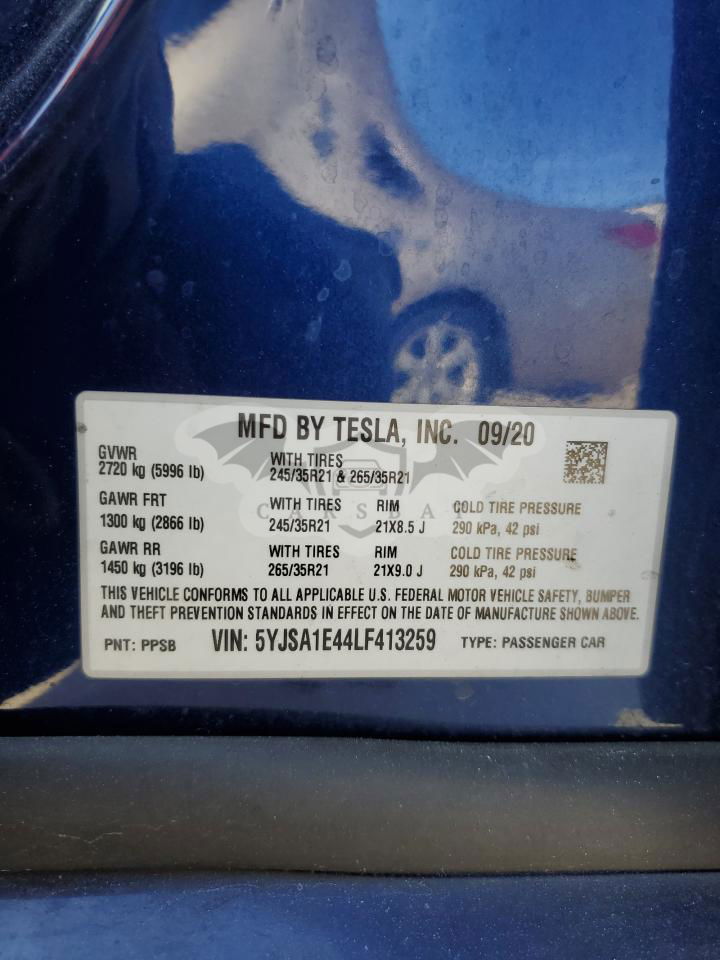 MFD BY TESLA, INC. 09/20
GVWR
2720 kg (5996 lb)
WITH TIRES
245/35R21 & 265/35R21
GAWR FRT
1300 kg (2866 lb)
WITH TIRES
245/35R21
RIM
21X8.5 J
COLD TIRE PRESSURE
290 kPa, 42 psi
GAWR RR
1450 kg (3196 lb)
WITH TIRES
265/35R21
RIM
21X9.0 J
COLD TIRE PRESSURE
290 kPa, 42 psi
THIS VEHICLE CONFORMS TO ALL APPLICABLE U.S. FEDERAL MOTOR VEHICLE SAFETY, BUMPER
AND THEFT PREVENTION STANDARDS IN EFFECT ON THE DATE OF MANUFACTURE SHOWN ABOVE.
PNT: PPSB VIN: 5YJSA1E44LF413259 TYPE: PASSENGER CAR
CARSBAT